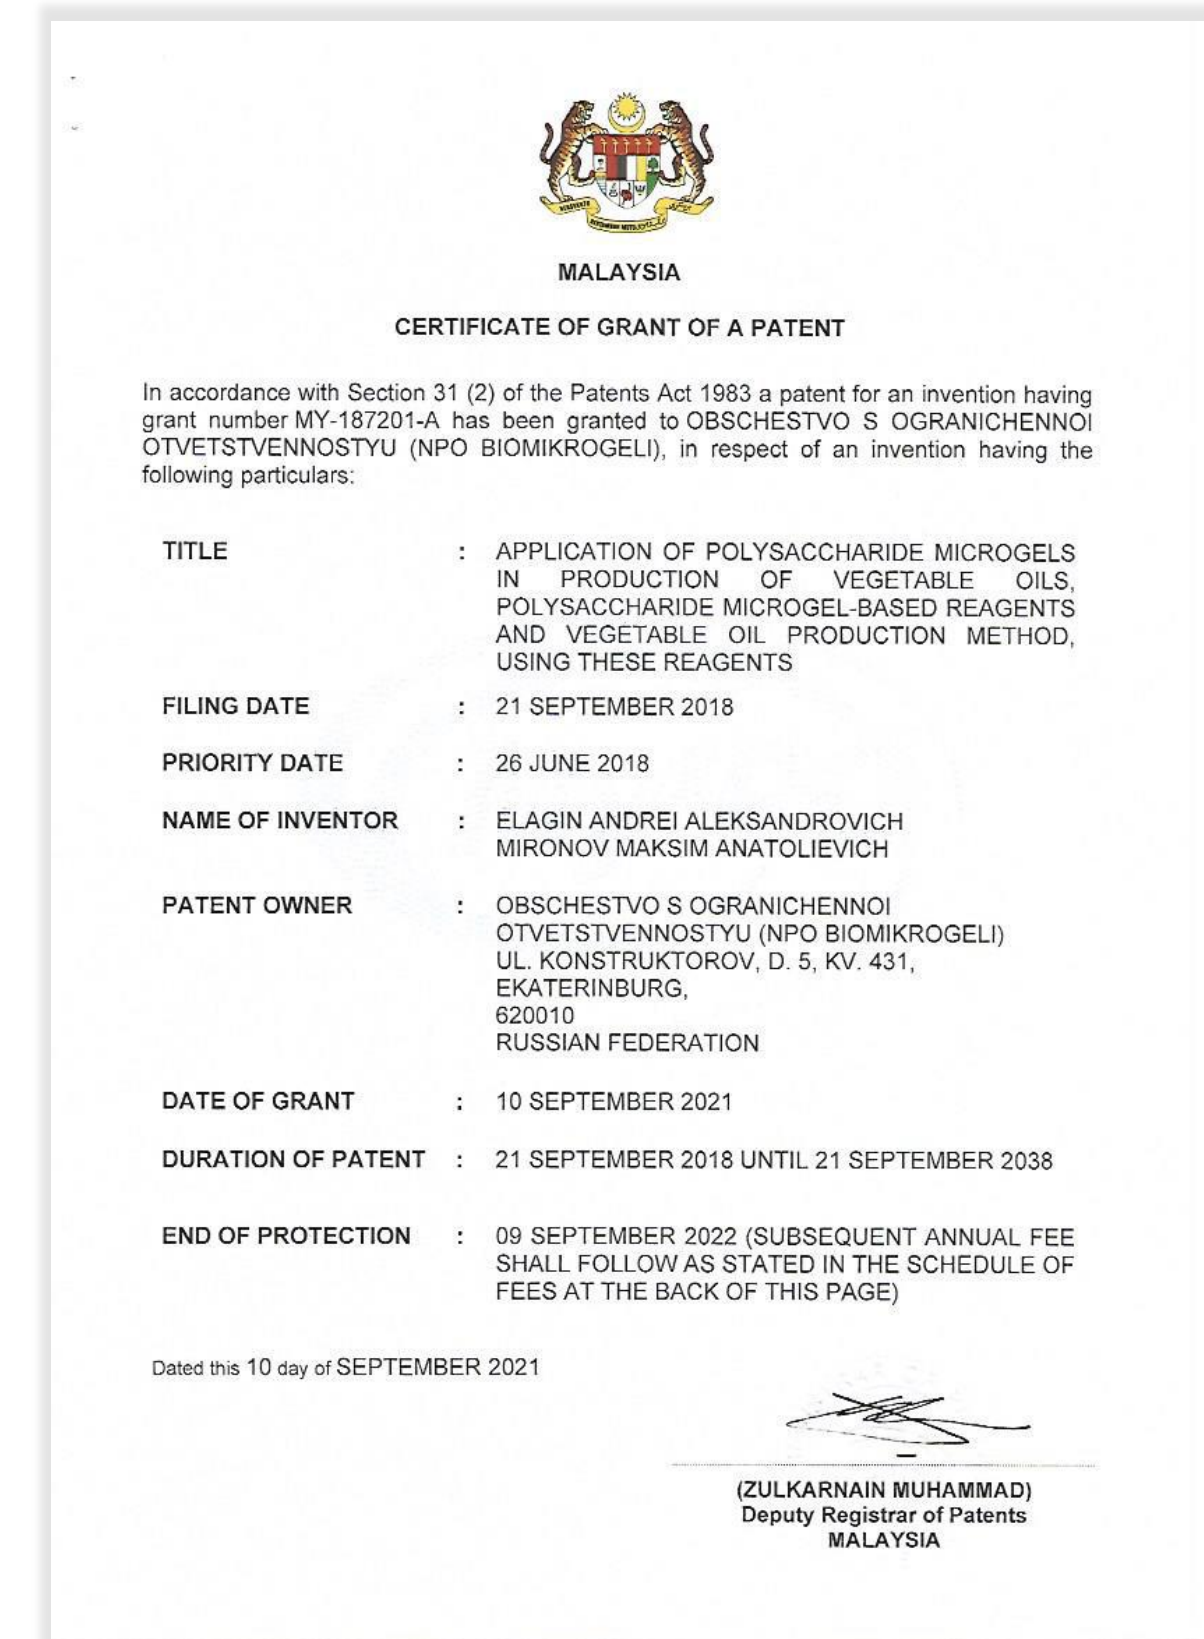 MALAYSIA
CERTIFICATE OF GRANT OF A PATENT
In accordance with Section 31 (2) of the Patents Act 1983 a patent for an invention having
grant number MY-187201-A has been granted to OBSCHESTVO S OGRANICHENNOI
OTVETSTVENNOSTYU (NPO BIOMIKROGELI), in respect of an invention having the
following particulars:
TITLE : APPLICATION OF POLYSACCHARIDE MICROGELS
IN PRODUCTION OF VEGETABLE OILS,
POLYSACCHARIDE MICROGEL-BASED REAGENTS
AND VEGETABLE OIL PRODUCTION METHOD,
USING THESE REAGENTS
FILING DATE : 21 SEPTEMBER 2018
PRIORITY DATE : 26 JUNE 2018
NAME OF INVENTOR : ELAGIN ANDREI ALEKSANDROVICH
MIRONOV MAKSIM ANATOLIEVICH
PATENT OWNER : OBSCHESTVO S OGRANICHENNOI
OTVETSTVENNOSTYU (NPO BIOMIKROGELI)
UL. KONSTRUKTOROV, D. 5, KV. 431,
EKATERINBURG,
620010
RUSSIAN FEDERATION
DATE OF GRANT : 10 SEPTEMBER 2021
DURATION OF PATENT : 21 SEPTEMBER 2018 UNTIL 21 SEPTEMBER 2038
END OF PROTECTION : 09 SEPTEMBER 2022 (SUBSEQUENT ANNUAL FEE
SHALL FOLLOW AS STATED IN THE SCHEDULE OF
FEES AT THE BACK OF THIS PAGE)
Dated this 10 day of SEPTEMBER 2021
(ZULKARNAIN MUHAMMAD)
Deputy Registrar of Patents
MALAYSIA